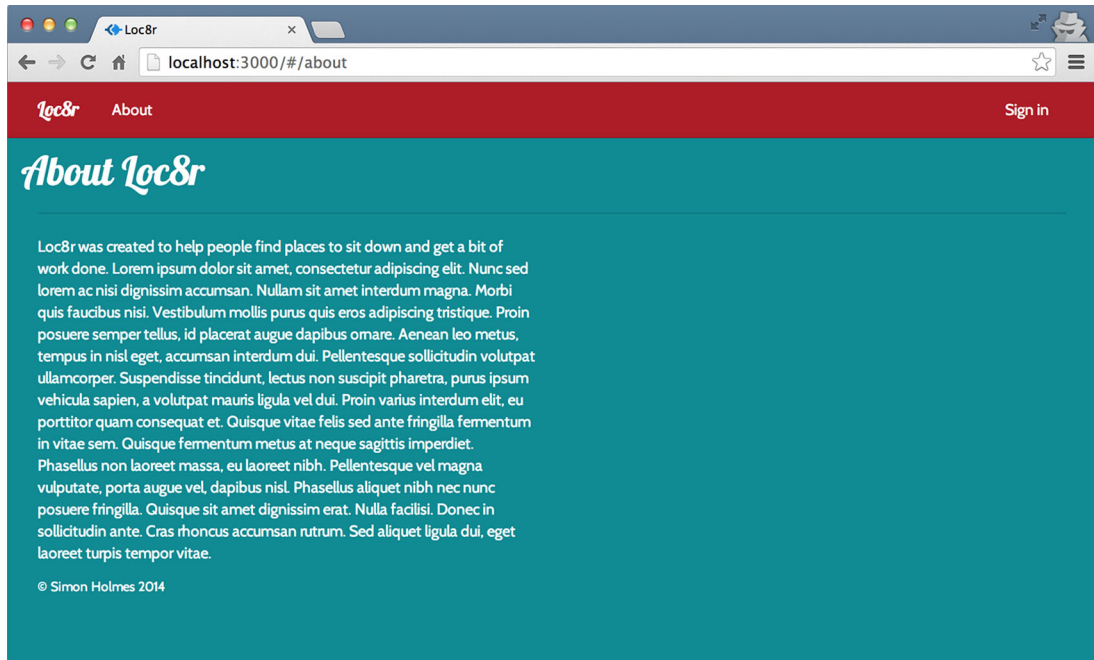 Loc8r
localhost:3000/#/about
Loc8r About Sign in
About Loc8r
Loc8r was created to help people find places to sit down and get a bit of
work done. Lorem ipsum dolor sit amet, consectetur adipiscing elit. Nunc sed
lorem ac nisi dignissim accumsan. Nullam sit amet interdum magna. Morbi
quis faucibus nisi. Vestibulum mollis purus quis eros adipiscing tristique. Proin
posuere semper tellus, id placerat augue dapibus ornare. Aenean leo metus,
tempus in nisl eget, accumsan interdum dui. Pellentesque sollicitudin volutpat
ullamcorper. Suspendisse tincidunt, lectus non suscipit pharetra, purus ipsum
vehicula sapien, a volutpat mauris ligula vel dui. Proin varius interdum elit, eu
porttitor quam consequat et. Quisque vitae felis sed ante fringilla fermentum
in vitae sem. Quisque fermentum metus at neque sagittis imperdiet.
Phasellus non laoreet massa, eu laoreet nibh. Pellentesque vel magna
vulputate, porta augue vel, dapibus nisl. Phasellus aliquet nibh nec nunc
posuere fringilla. Quisque sit amet dignissim erat. Nulla facilisi. Donec in
sollicitudin ante. Cras rhoncus accumsan rutrum. Sed aliquet ligula dui, eget
laoreet turpis tempor vitae.
© Simon Holmes 2014